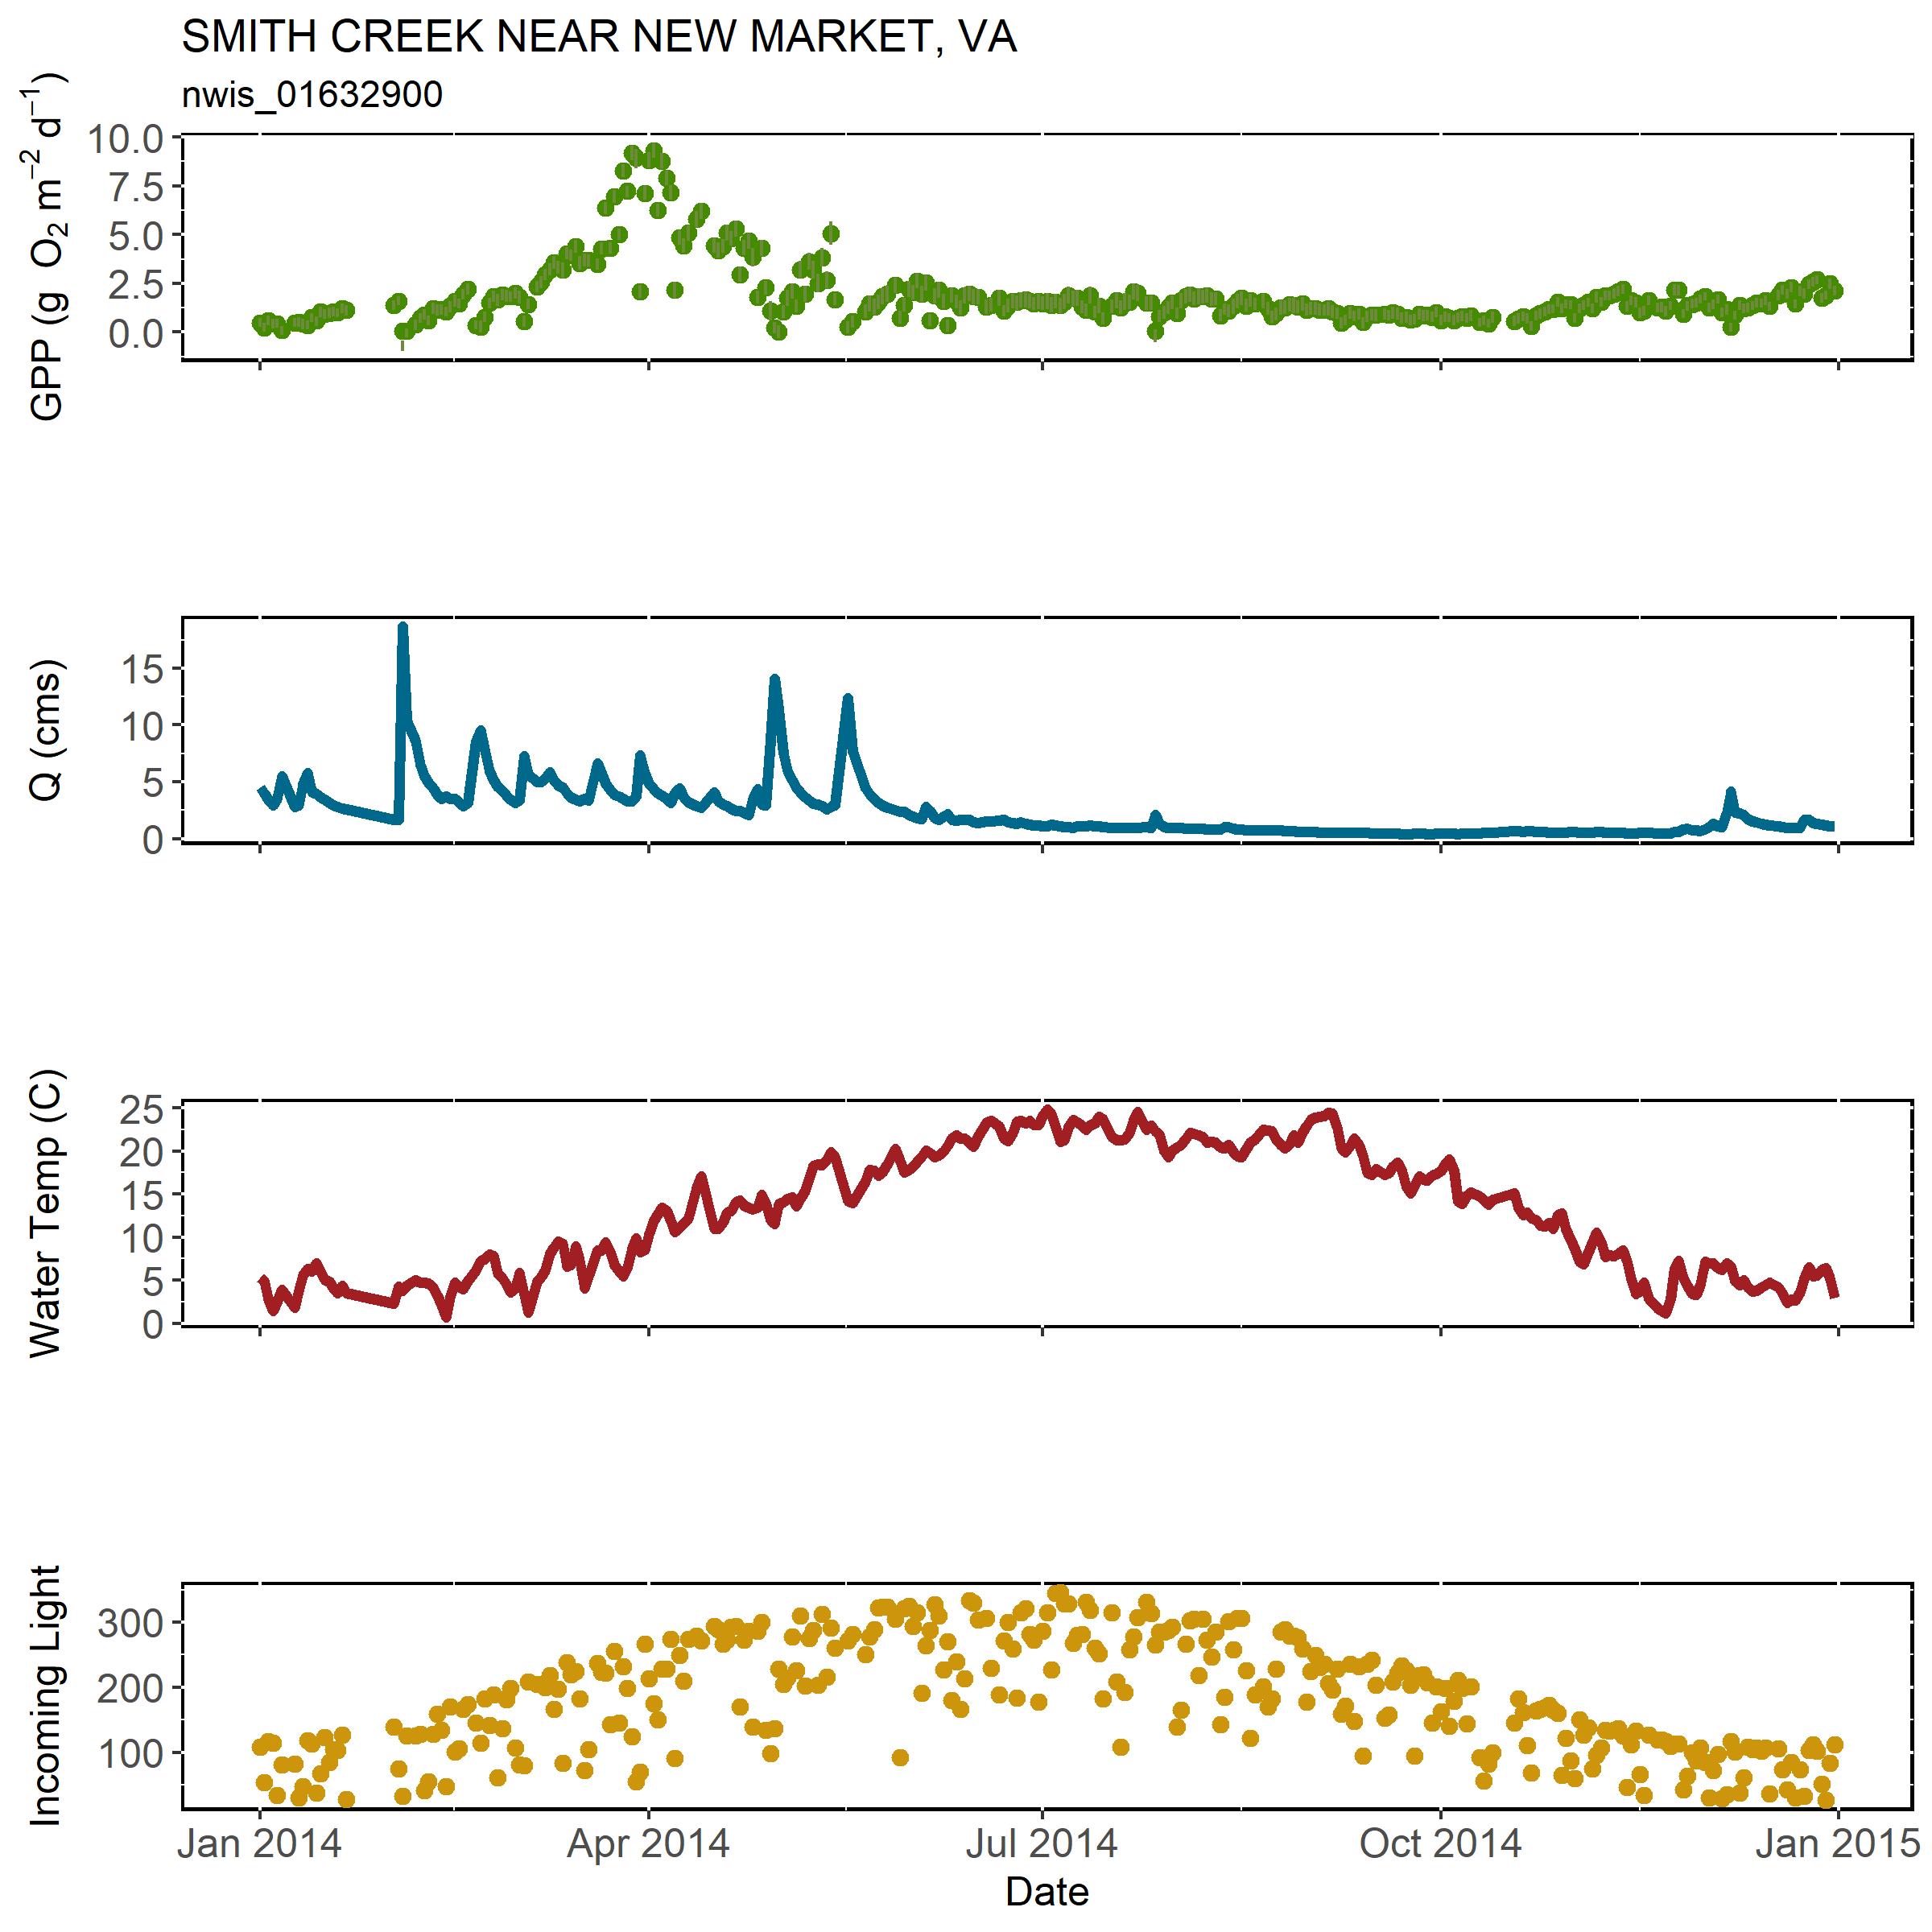 SMITH CREEK NEAR NEW MARKET, VA
nwis_01632900
GPP (g O₂ m⁻² d⁻¹)
10.0
7.5
5.0
2.5
0.0
Q (cms)
15
10
5
0
Water Temp (C)
25
20
15
10
5
0
Incoming Light
300
200
100
Jan 2014 Apr 2014 Jul 2014 Oct 2014 Jan 2015
Date